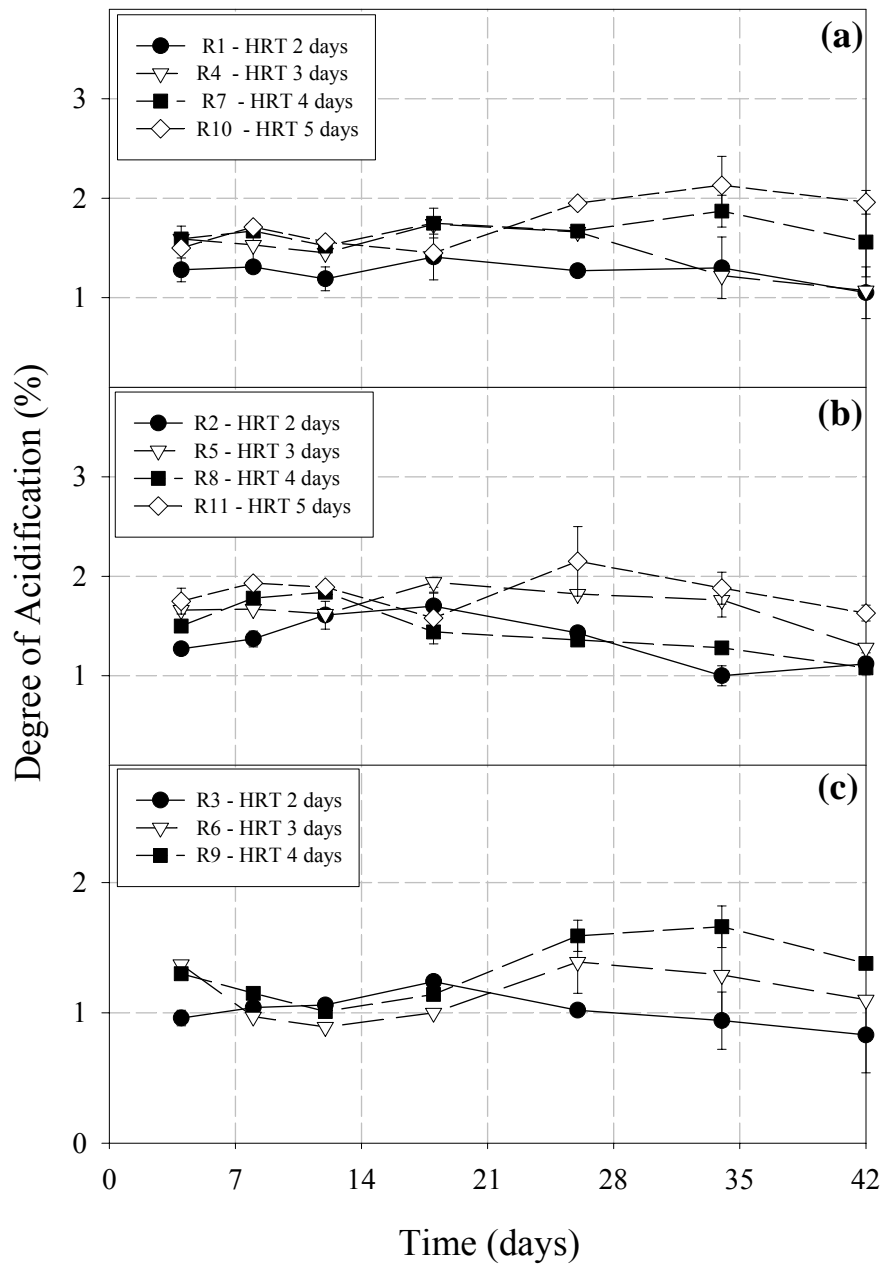 (a)
R1 - HRT 2 days
R4 - HRT 3 days
R7 - HRT 4 days
R10 - HRT 5 days
3
2
1
(b)
R2 - HRT 2 days
R5 - HRT 3 days
R8 - HRT 4 days
R11 - HRT 5 days
3
2
1
Degree of Acidification (%)
(c)
R3 - HRT 2 days
R6 - HRT 3 days
R9 - HRT 4 days
2
1
0
0 7 14 21 28 35 42
Time (days)